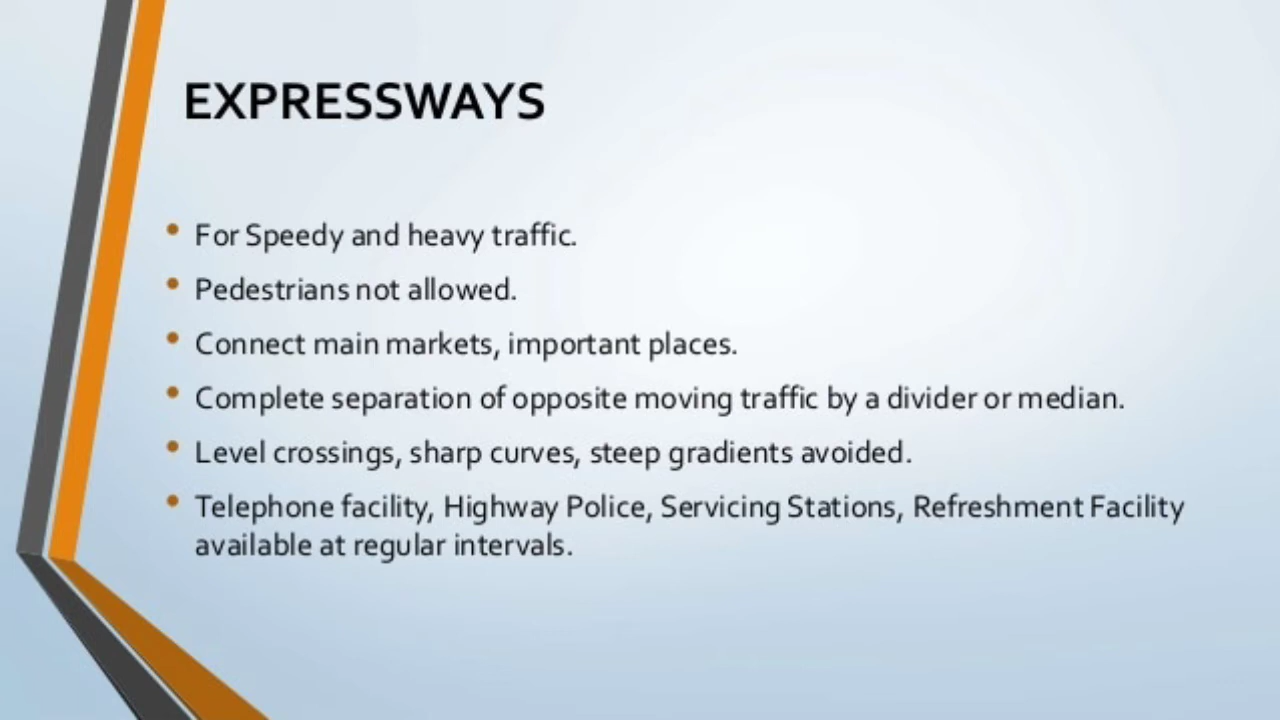 EXPRESSWAYS
• For Speedy and heavy traffic.
• Pedestrians not allowed.
• Connect main markets, important places.
• Complete separation of opposite moving traffic by a divider or median.
• Level crossings, sharp curves, steep gradients avoided.
• Telephone facility, Highway Police, Servicing Stations, Refreshment Facility
available at regular intervals.